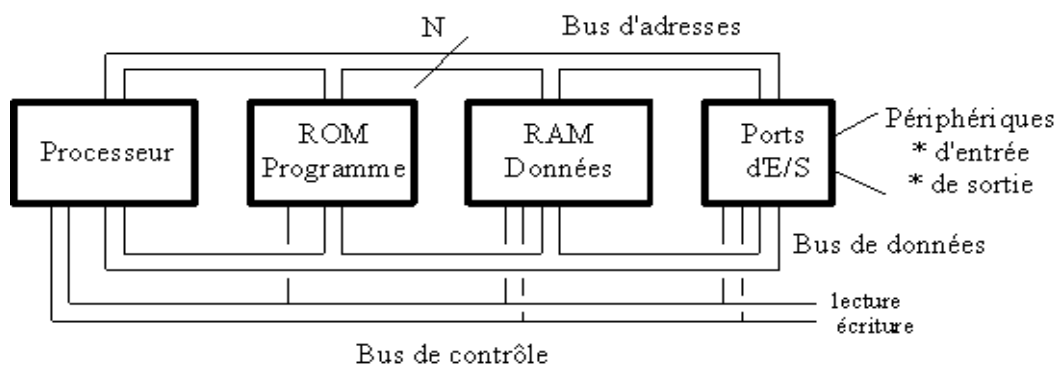 N
Bus d'adresses
Processeur
ROM
Programme
RAM
Données
Ports
d'E/S
Périphériques
* d'entrée
* de sortie
Bus de données
lecture
écriture
Bus de contrôle